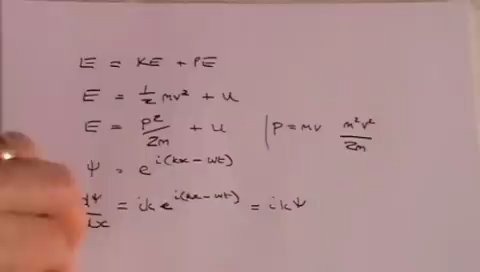 E = KE + PE
E = 1/2 mv² + u
E = p²/2m + u | p = mv m²v²/2m
Ψ = e^i(kx - wt)
dΨ/dx = ik e^i(kx - wt) = ikΨ